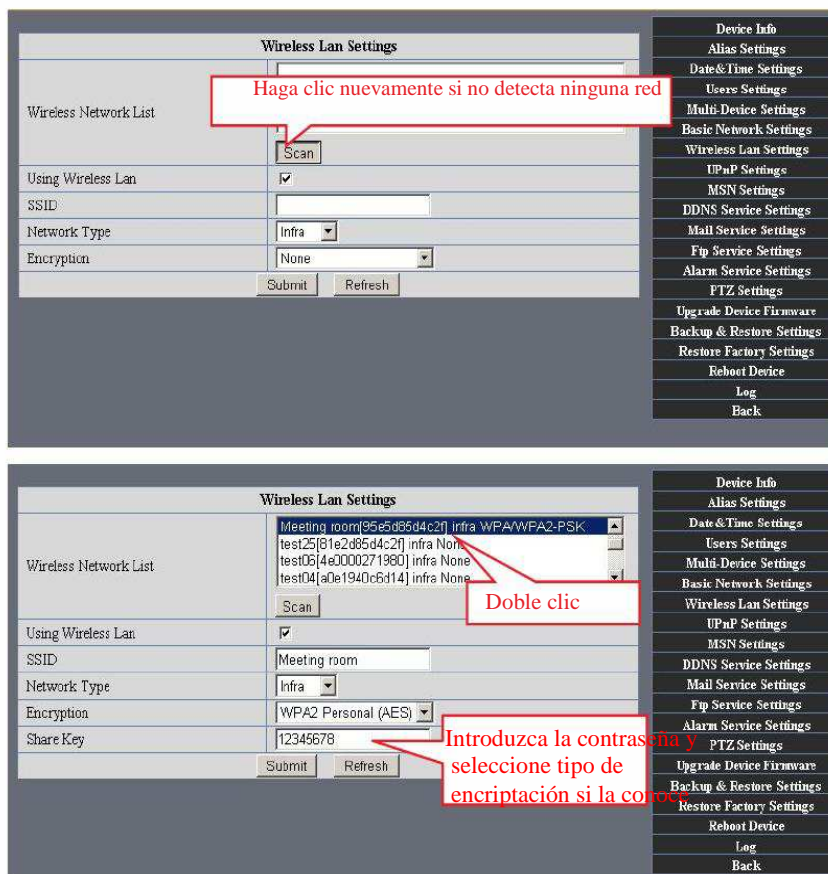 Wireless Lan Settings
Haga clic nuevamente si no detecta ninguna red
Wireless Network List
Scan
Using Wireless Lan
SSID
Network Type
Infra
Encryption
None
Submit Refresh
Device Info
Alias Settings
Date&Time Settings
Users Settings
Multi-Device Settings
Basic Network Settings
Wireless Lan Settings
UPnP Settings
MSN Settings
DDNS Service Settings
Mail Service Settings
Ftp Service Settings
Alarm Service Settings
PTZ Settings
Upgrade Device Firmware
Backup & Restore Settings
Restore Factory Settings
Reboot Device
Log
Back
Wireless Lan Settings
Wireless Network List
Meeting room[95e5d85d4c2f] infra WPA/WPA2-PSK
test25[81e2d85d4c2f] infra None
test06[4e0000271980] infra None
test04[a0e1940c6d14] infra None
Doble clic
Scan
Using Wireless Lan
SSID
Meeting room
Network Type
Infra
Encryption
WPA2 Personal (AES)
Share Key
12345678
Introduzca la contraseña y
seleccione tipo de
encriptación si la conoce
Submit Refresh
Device Info
Alias Settings
Date&Time Settings
Users Settings
Multi-Device Settings
Basic Network Settings
Wireless Lan Settings
UPnP Settings
MSN Settings
DDNS Service Settings
Mail Service Settings
Ftp Service Settings
Alarm Service Settings
PTZ Settings
Upgrade Device Firmware
Backup & Restore Settings
Restore Factory Settings
Reboot Device
Log
Back